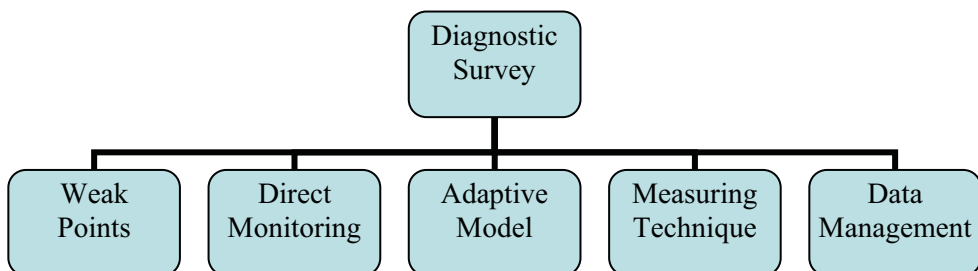 Diagnostic
Survey
Weak
Points
Direct
Monitoring
Adaptive
Model
Measuring
Technique
Data
Management